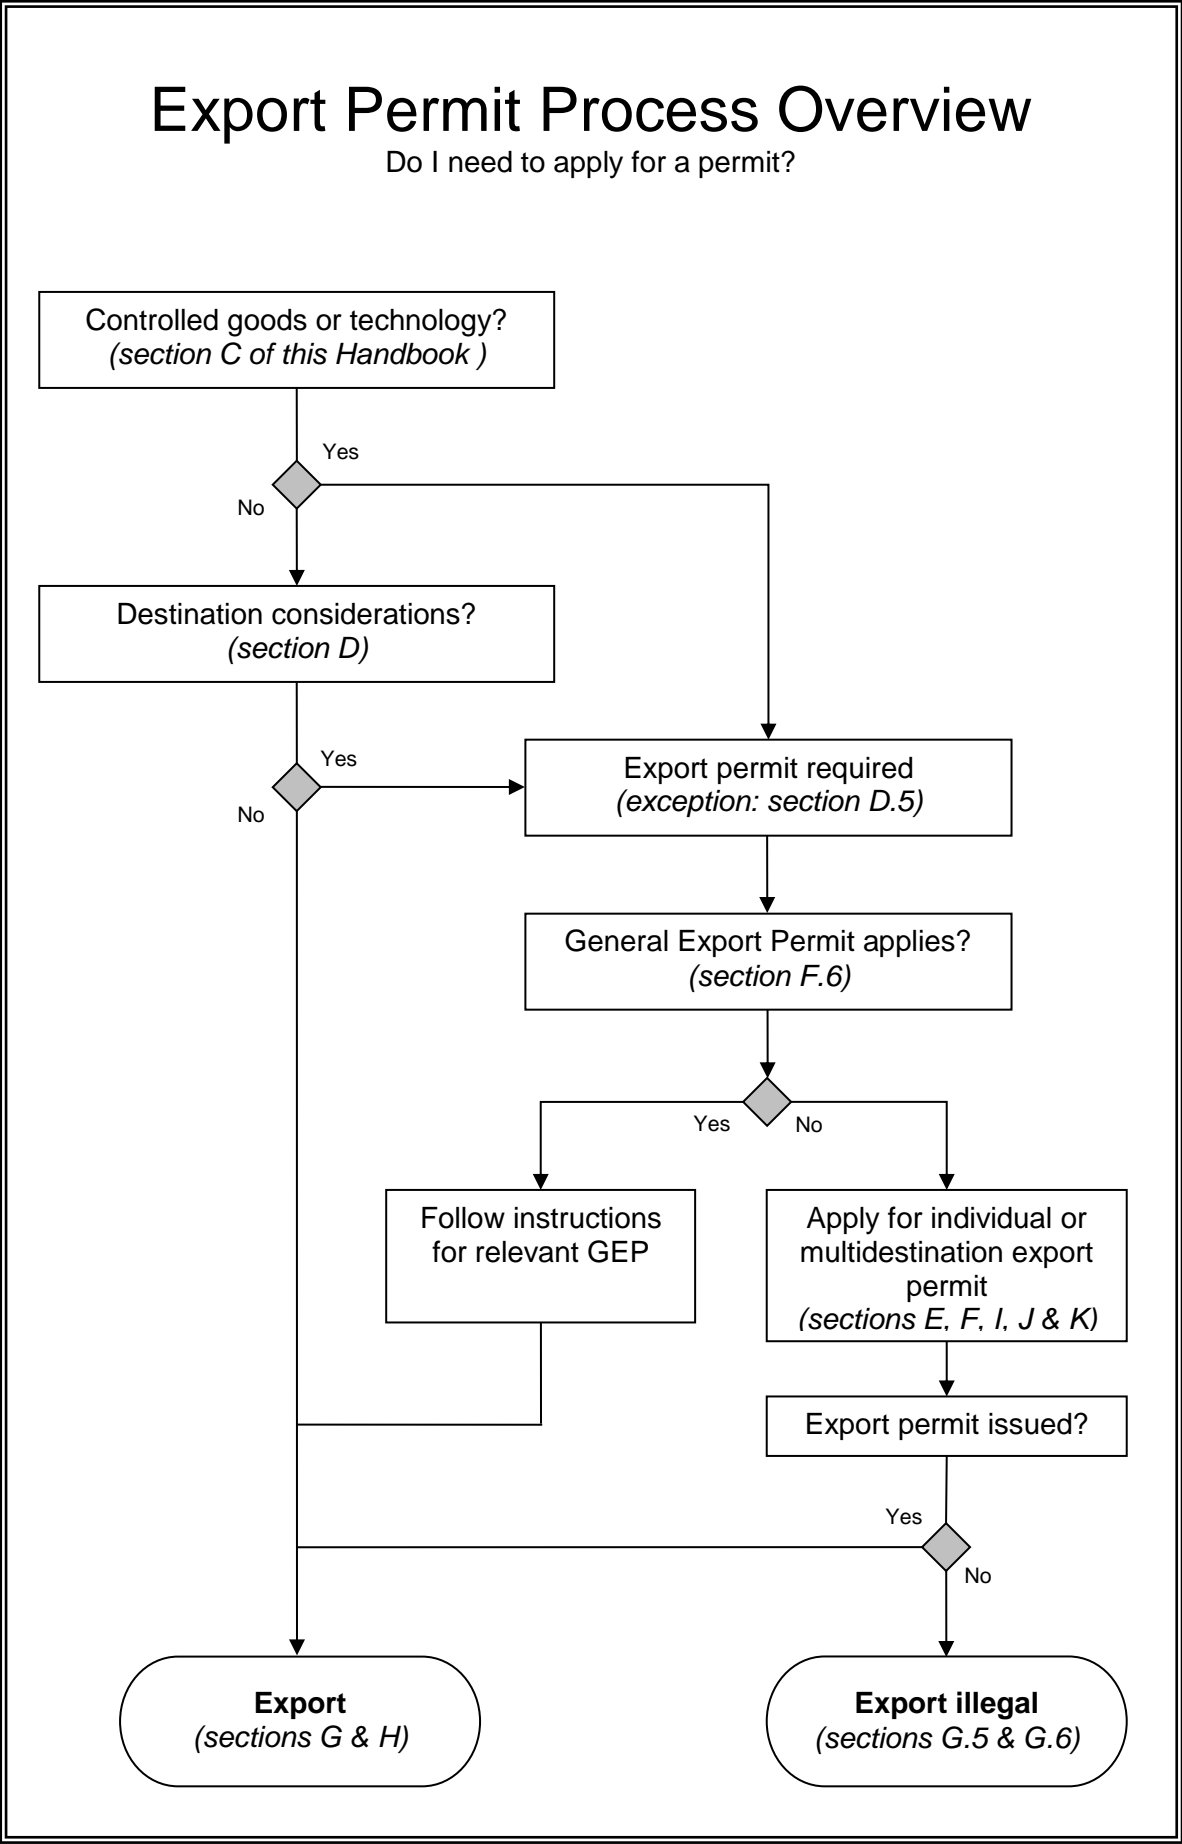 Export Permit Process Overview
Do I need to apply for a permit?
Controlled goods or technology?
(section C of this Handbook )
Yes
No
Destination considerations?
(section D)
Yes
No
Export permit required
(exception: section D.5)
General Export Permit applies?
(section F.6)
Yes
No
Follow instructions
for relevant GEP
Apply for individual or
multidestination export
permit
(sections E, F, I, J & K)
Export permit issued?
Yes
No
Export
(sections G & H)
Export illegal
(sections G.5 & G.6)